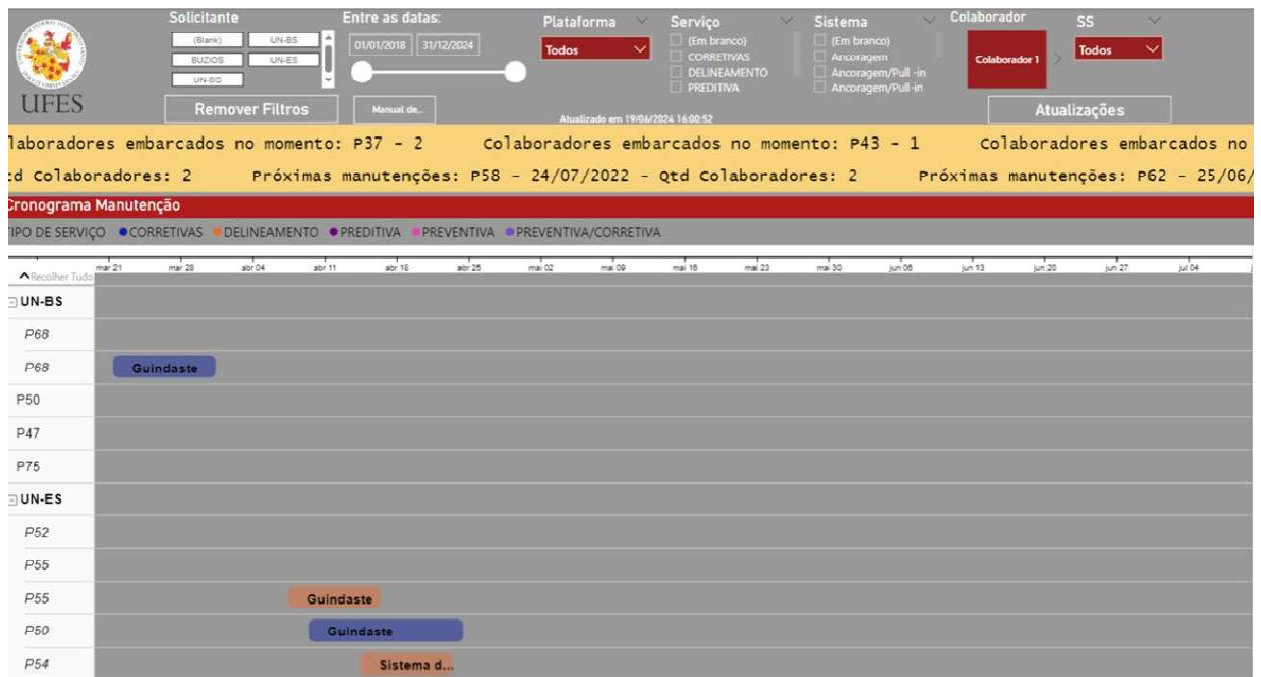 Solicitante
Entre as datas:
Plataforma
Serviço
Sistema
Colaborador
SS
(Blank)
UN-BS
BUZIOS
UN-ES
UN-BC
01/01/2018
31/12/2024
Todos
(Em branco)
CORRETIVAS
DELINEAMENTO
PREDITIVA
(Em branco)
Ancoragem
Ancoragem/Pull -in
Ancoragem/Pull-in
Colaborador 1
Todos
UFES
Remover Filtros
Manual de...
Atualizado em 19/06/2024 16:00:52
Atualizações
laboradores embarcados no momento: P37 - 2 Colaboradores embarcados no momento: P43 - 1 Colaboradores embarcados no
:d Colaboradores: 2 Próximas manutenções: P58 - 24/07/2022 - Qtd Colaboradores: 2 Próximas manutenções: P62 - 25/06/
Cronograma Manutenção
TIPO DE SERVIÇO CORRETIVAS DELINEAMENTO PREDITIVA PREVENTIVA PREVENTIVA/CORRETIVA
Recolher Tudo mar 21 mar 28 abr 04 abr 11 abr 18 abr 25 mai 02 mai 09 mai 16 mai 23 mai 30 jun 06 jun 13 jun 20 jun 27 jul 04
UN-BS
P68
P68 Guindaste
P50
P47
P75
UN-ES
P52
P55
P55 Guindaste
P50 Guindaste
P54 Sistema d...